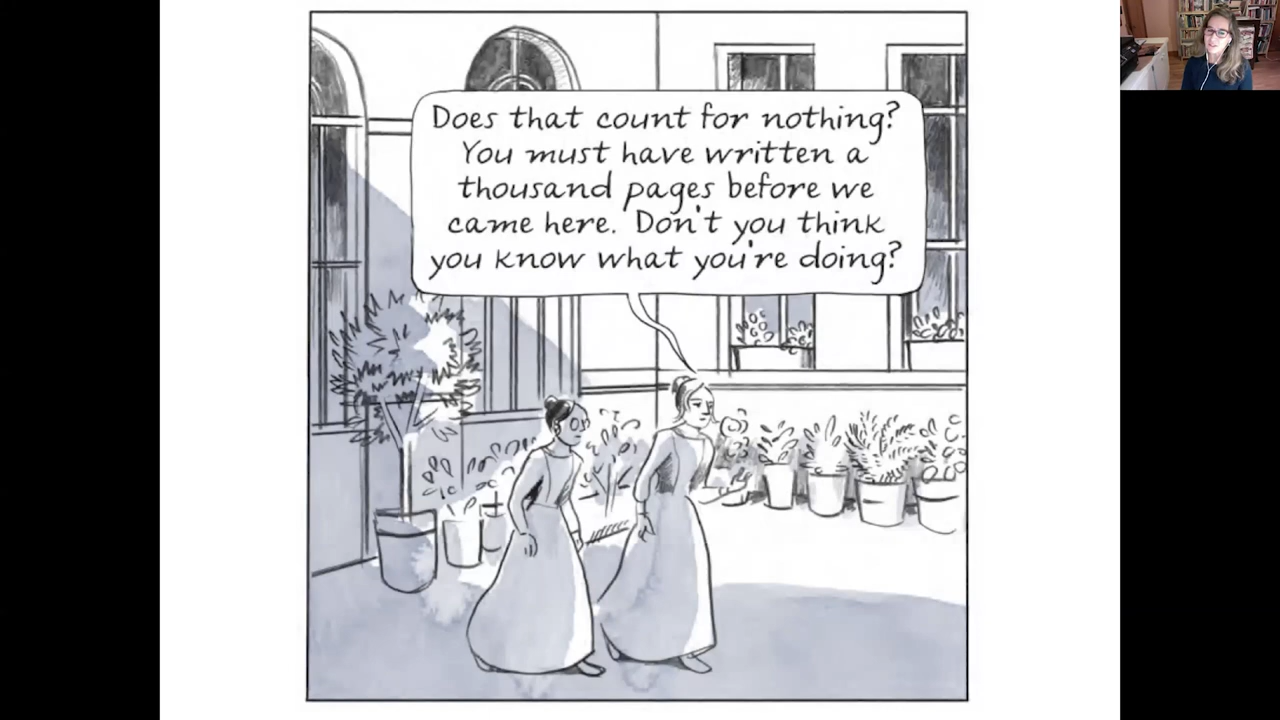 Does that count for nothing?
You must have written a
thousand pages before we
came here. Don't you think
you know what you're doing?